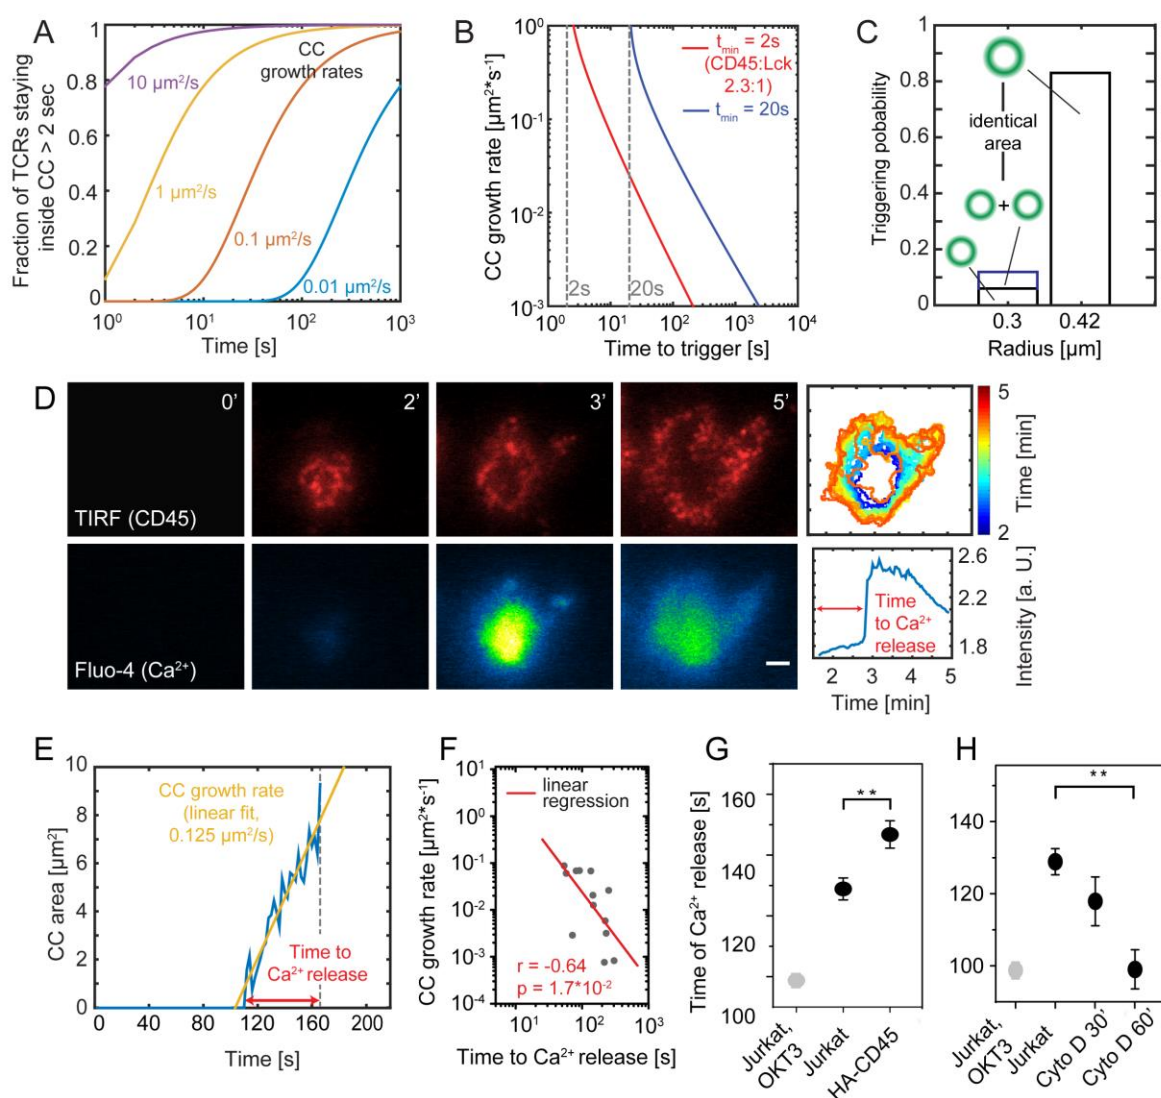 A
Fraction of TCRs staying
inside CC > 2 sec
1
0.8
0.6
0.4
0.2
0
CC
growth rates
10 µm²/s
1 µm²/s
0.1 µm²/s
0.01 µm²/s
10⁰
10¹
10²
10³
Time [s]
B
CC growth rate [µm²*s⁻¹]
10⁰
10⁻¹
10⁻²
10⁻³
t_min = 2s
(CD45:Lck
2.3:1)
t_min = 20s
2s
20s
10⁰
10¹
10²
10³
10⁴
Time to trigger [s]
C
Triggering pobability
1
0.8
0.6
0.4
0.2
0
identical
area
+
0.3
0.42
Radius [µm]
D
0'
2'
3'
5'
TIRF (CD45)
Fluo-4 (Ca²⁺)
5
Time [min]
2
2.6
2.2
1.8
Intensity [a. U.]
Time
to Ca²⁺
release
2
3
4
5
Time [min]
E
CC area [µm²]
10
8
6
4
2
0
CC growth rate
(linear fit,
0.125 µm²/s)
Time to
Ca²⁺ release
0
40
80
120
160
200
Time [s]
F
CC growth rate [µm²*s⁻¹]
10¹
10⁰
10⁻¹
10⁻²
10⁻³
10⁻⁴
linear
regression
r = -0.64
p = 1.7*10⁻²
10¹
10²
10³
Time to Ca²⁺ release [s]
G
Time of Ca²⁺ release [s]
160
140
120
110
100
**
Jurkat,
OKT3
Jurkat
HA-CD45
H
140
120
100
**
Jurkat,
OKT3
Jurkat
Cyto D 30'
Cyto D 60'